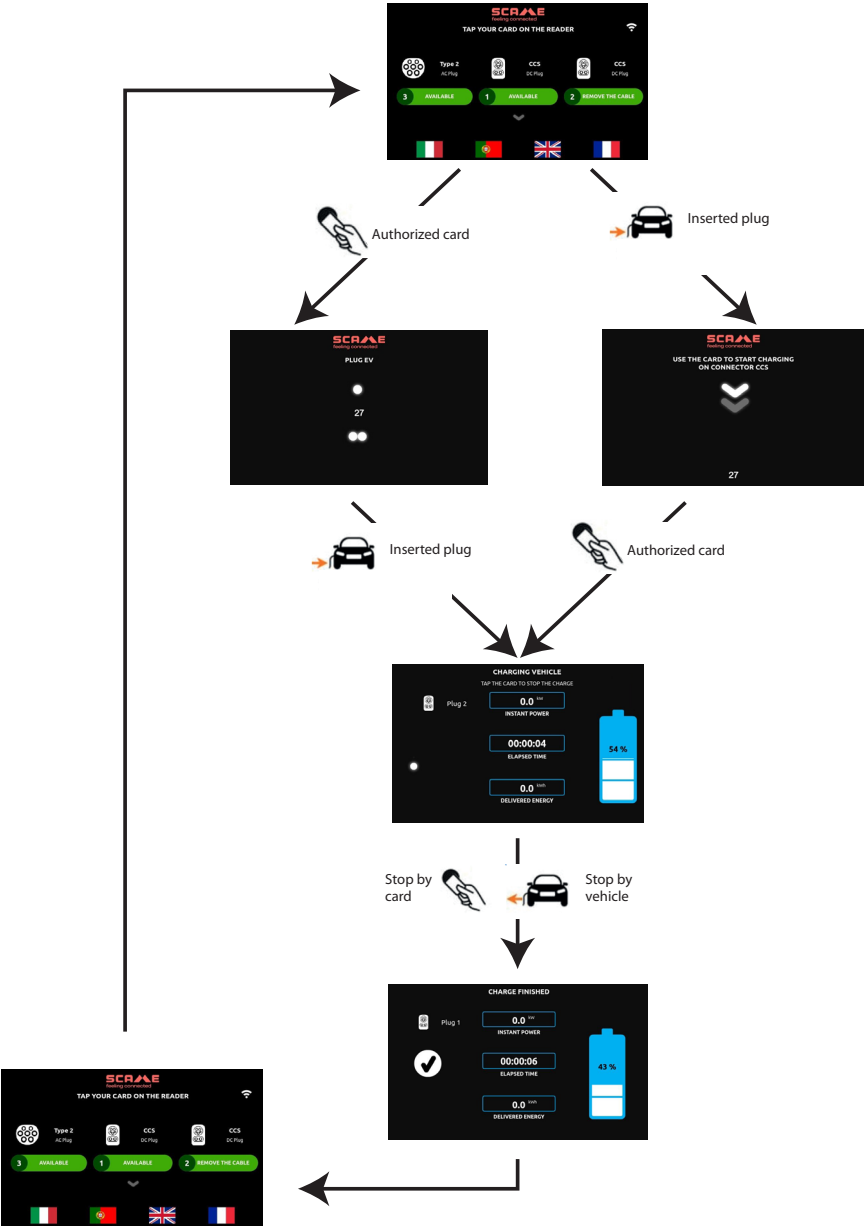 SCAME
feeling connected
TAP YOUR CARD ON THE READER
Type 2
AC Plug
CCS
DC Plug
CCS
DC Plug
3 AVAILABLE
1 AVAILABLE
2 REMOVE THE CABLE
Authorized card
Inserted plug
SCAME
feeling connected
PLUG EV
27
SCAME
feeling connected
USE THE CARD TO START CHARGING
ON CONNECTOR CCS
27
Inserted plug
Authorized card
CHARGING VEHICLE
TAP THE CARD TO STOP THE CHARGE
Plug 2
0.0 kW
INSTANT POWER
00:00:04
ELAPSED TIME
0.0 kWh
DELIVERED ENERGY
54 %
Stop by
card
Stop by
vehicle
CHARGE FINISHED
Plug 1
0.0 kW
INSTANT POWER
00:00:06
ELAPSED TIME
0.0 kWh
DELIVERED ENERGY
43 %
SCAME
feeling connected
TAP YOUR CARD ON THE READER
Type 2
AC Plug
CCS
DC Plug
CCS
DC Plug
3 AVAILABLE
1 AVAILABLE
2 REMOVE THE CABLE